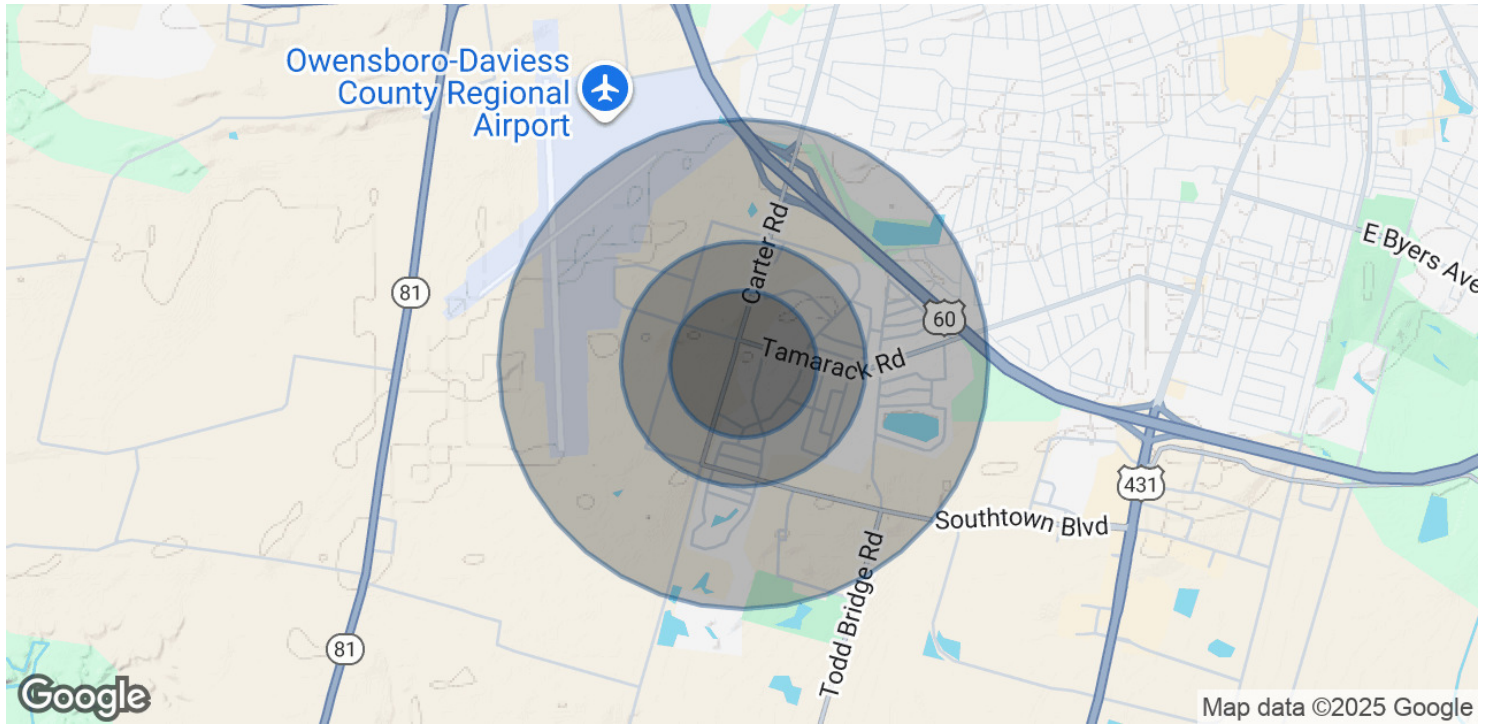 Owensboro-Daviess
County Regional
Airport
Carter Rd
E Byers Ave
81
60
Tamarack Rd
431
Southtown Blvd
Todd Bridge Rd
81
Google
Map data ©2025 Google